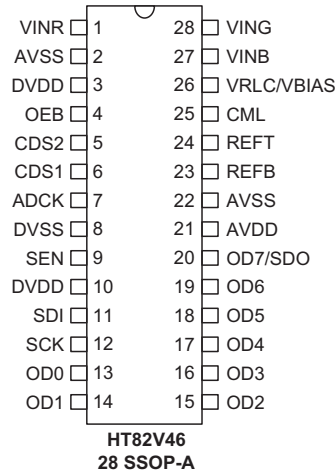 VINR 1 28 VING
AVSS 2 27 VINB
DVDD 3 26 VRLC/VBIAS
OEB 4 25 CML
CDS2 5 24 REFT
CDS1 6 23 REFB
ADCK 7 22 AVSS
DVSS 8 21 AVDD
SEN 9 20 OD7/SDO
DVDD 10 19 OD6
SDI 11 18 OD5
SCK 12 17 OD4
OD0 13 16 OD3
OD1 14 15 OD2
HT82V46
28 SSOP-A